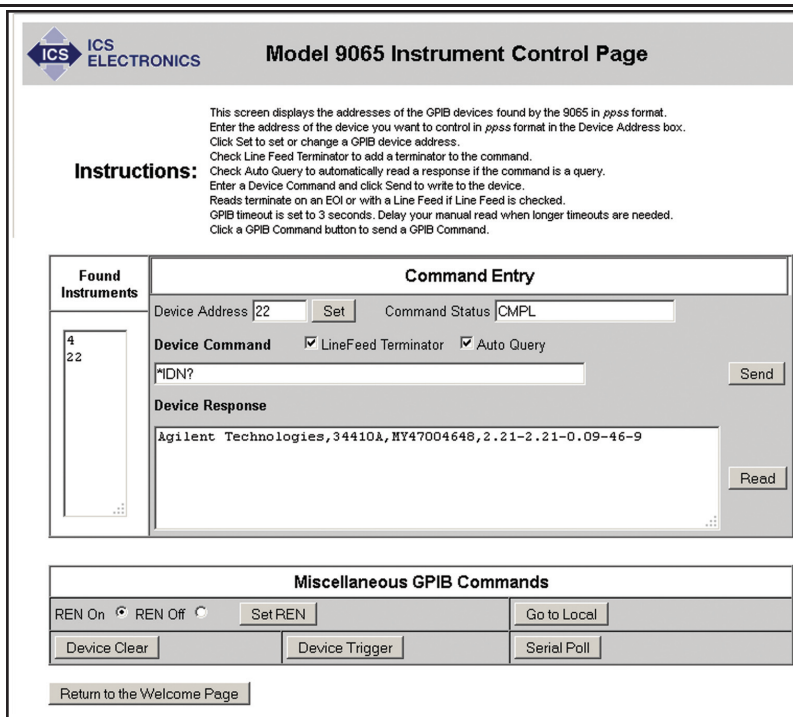 ICS
ICS
ELECTRONICS
Model 9065 Instrument Control Page
Instructions:
This screen displays the addresses of the GPIB devices found by the 9065 in ppss format.
Enter the address of the device you want to control in ppss format in the Device Address box.
Click Set to set or change a GPIB device address.
Check Line Feed Terminator to add a terminator to the command.
Check Auto Query to automatically read a response if the command is a query.
Enter a Device Command and click Send to write to the device.
Reads terminate on an EOI or with a Line Feed if Line Feed is checked.
GPIB timeout is set to 3 seconds. Delay your manual read when longer timeouts are needed.
Click a GPIB Command button to send a GPIB Command.
Found
Instruments
4
22
Command Entry
Device Address 22 Set Command Status CMPL
Device Command LineFeed Terminator Auto Query
*IDN? Send
Device Response
Agilent Technologies,34410A,MY47004648,2.21-2.21-0.09-46-9
Read
Miscellaneous GPIB Commands
REN On REN Off Set REN Go to Local
Device Clear Device Trigger Serial Poll
Return to the Welcome Page